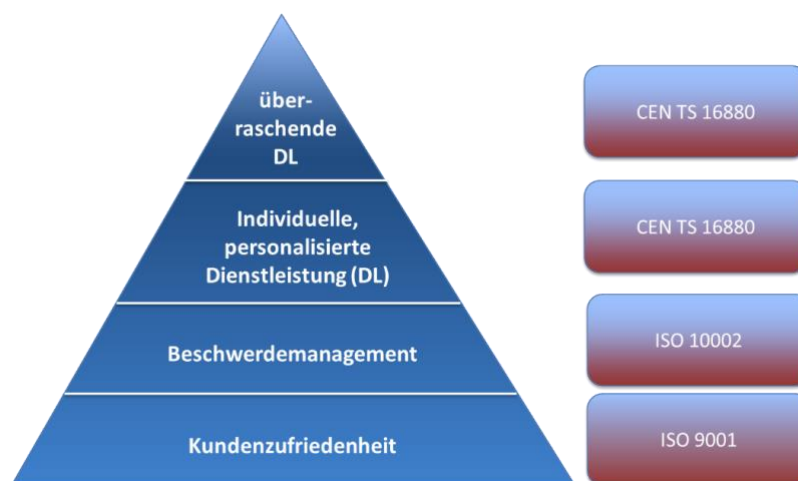 über-
raschende
DL
CEN TS 16880
Individuelle,
personalisierte
Dienstleistung (DL)
CEN TS 16880
Beschwerdemanagement
ISO 10002
Kundenzufriedenheit
ISO 9001